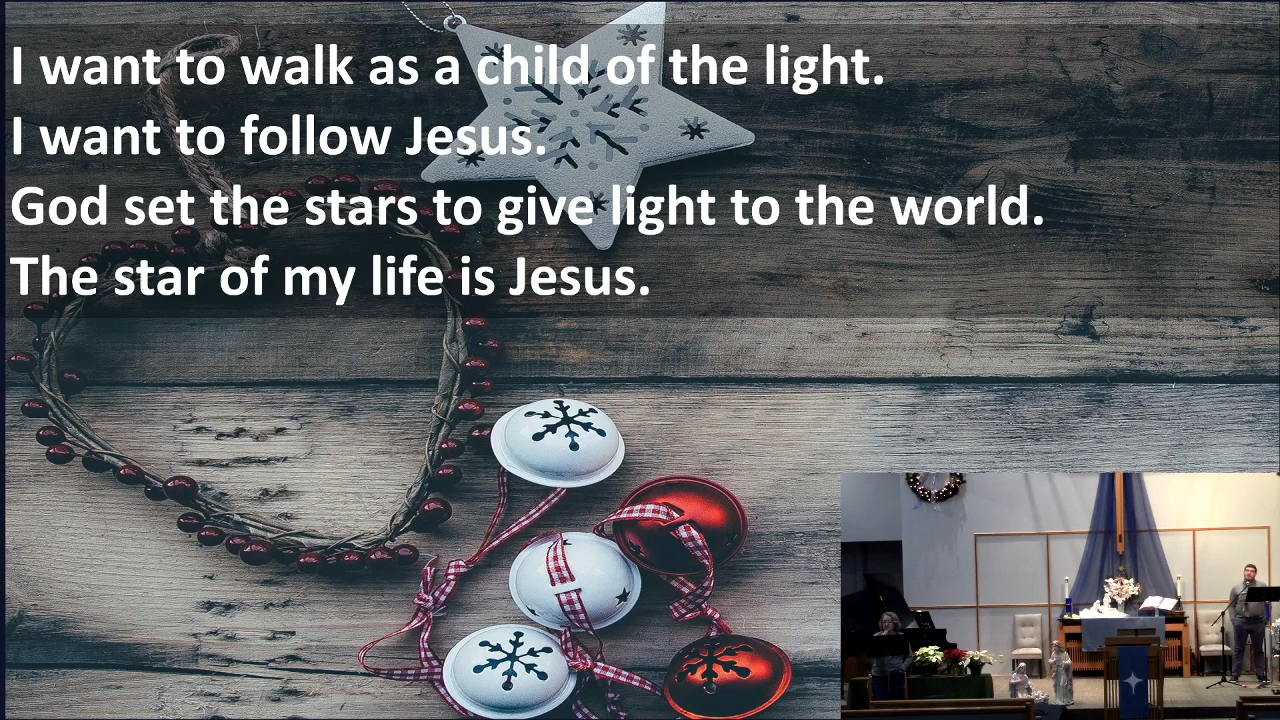 I want to walk as a child of the light.
I want to follow Jesus.
God set the stars to give light to the world.
The star of my life is Jesus.